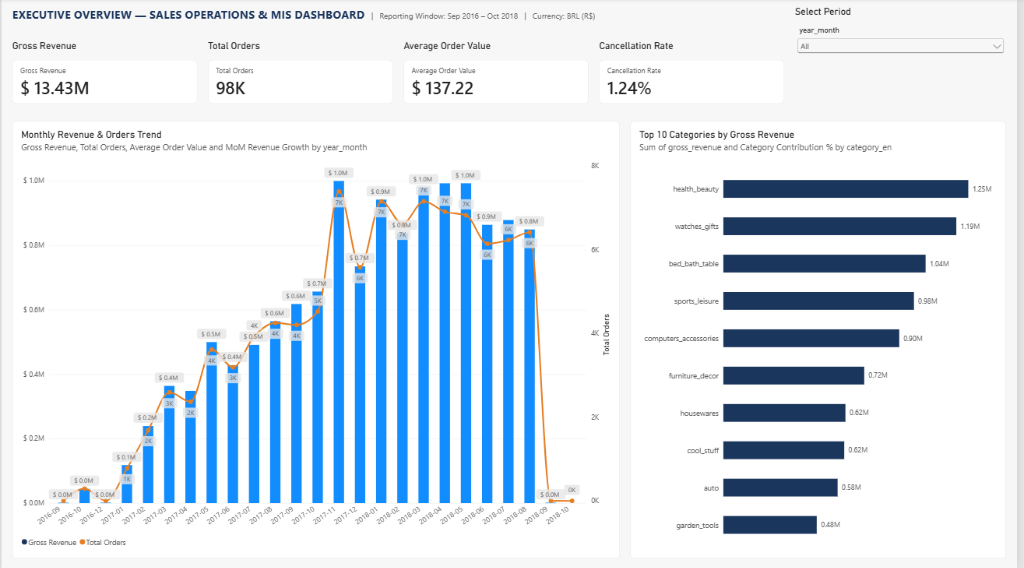 EXECUTIVE OVERVIEW — SALES OPERATIONS & MIS DASHBOARD | Reporting Window: Sep 2016 – Oct 2018 | Currency: BRL (R$)
Select Period
year_month
All
Gross Revenue
Total Orders
Average Order Value
Cancellation Rate
Gross Revenue
$ 13.43M
Total Orders
98K
Average Order Value
$ 137.22
Cancellation Rate
1.24%
Monthly Revenue & Orders Trend
Gross Revenue, Total Orders, Average Order Value and MoM Revenue Growth by year_month
$ 1.0M
$ 0.8M
$ 0.6M
$ 0.4M
$ 0.2M
$ 0.0M
8K
6K
4K
2K
0K
Total Orders
$ 0.0M
$ 0.0M
$ 0.0M
$ 0.1M
1K
$ 0.2M
2K
$ 0.4M
3K
2K
$ 0.5M
4K
$ 0.4M
3K
4K
$ 0.5M
$ 0.6M
4K
$ 0.6M
4K
$ 0.7M
5K
$ 1.0M
7K
$ 0.7M
6K
$ 0.9M
7K
$ 0.8M
7K
$ 1.0M
7K
7K
$ 1.0M
7K
$ 0.9M
6K
6K
$ 0.8M
6K
$ 0.0M
0K
2016-09
2016-10
2016-12
2017-01
2017-02
2017-03
2017-04
2017-05
2017-06
2017-07
2017-08
2017-09
2017-10
2017-11
2017-12
2018-01
2018-02
2018-03
2018-04
2018-05
2018-06
2018-07
2018-08
2018-09
2018-10
Gross Revenue
Total Orders
Top 10 Categories by Gross Revenue
Sum of gross_revenue and Category Contribution % by category_en
health_beauty 1.25M
watches_gifts 1.19M
bed_bath_table 1.04M
sports_leisure 0.98M
computers_accessories 0.90M
furniture_decor 0.72M
housewares 0.62M
cool_stuff 0.62M
auto 0.58M
garden_tools 0.48M